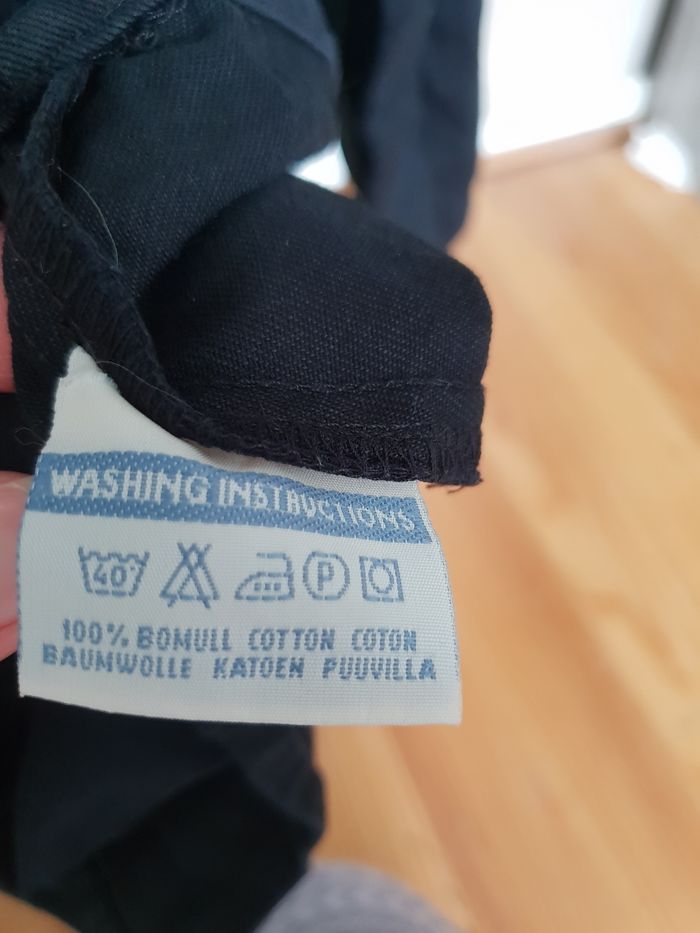 WASHING INSTRUCTIONS
40° P
100% BOMULL COTTON COTON
BAUMWOLLE KATOEN PUUVILLA